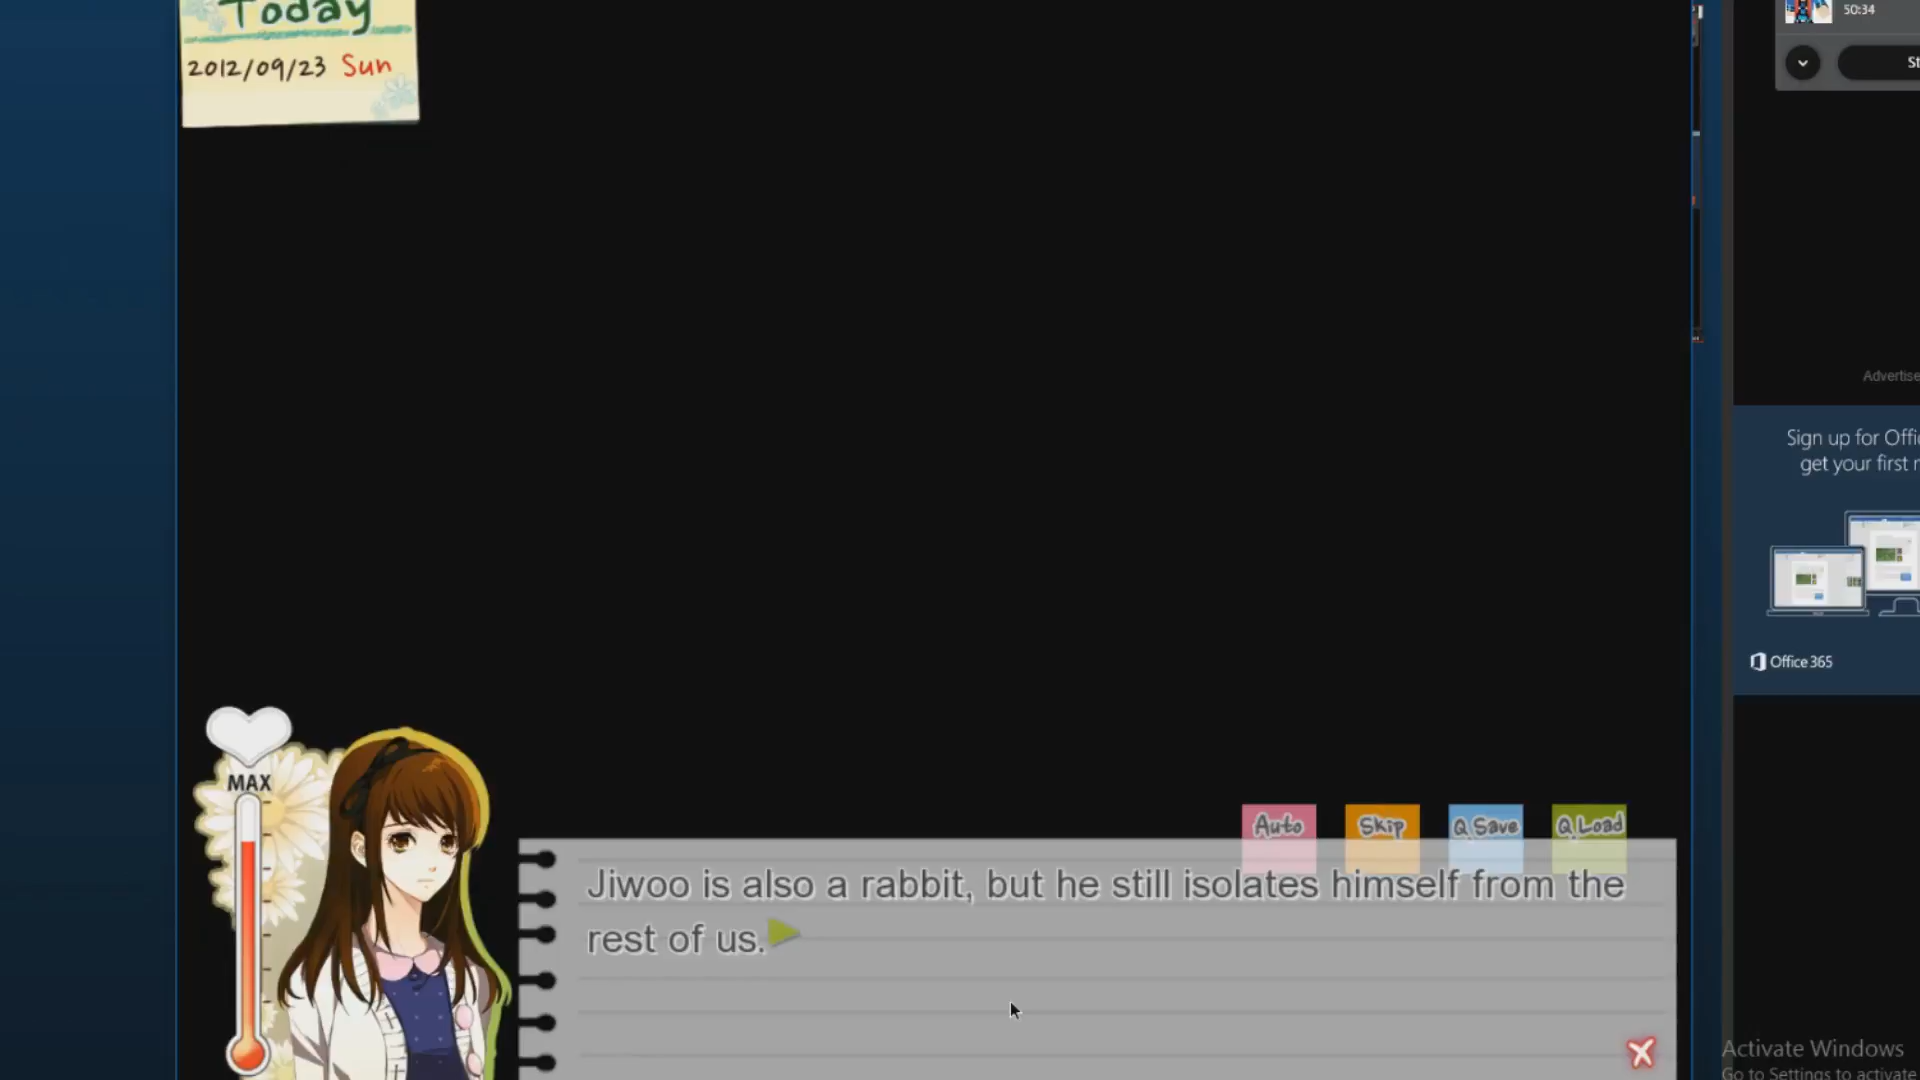 Today
2012/09/23 Sun
50:34
Sign up for
get your first
Office 365
MAX
Auto
Skip
Q.Save
Q.Load
Jiwoo is also a rabbit, but he still isolates himself from the
rest of us.
Activate Windows
Go to Settings to activate